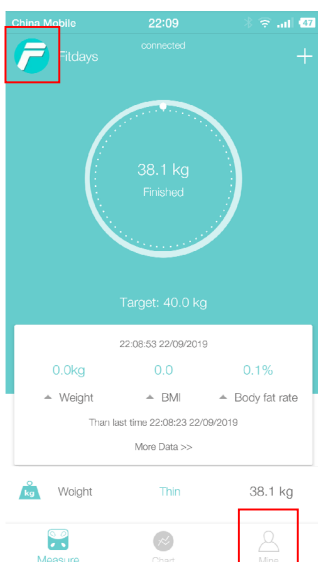 China Mobile 22:09 47
Fitdays connected +
38.1 kg
Finished
Target: 40.0 kg
22:08:53 22/09/2019
0.0kg 0.0 0.1%
Weight BMI Body fat rate
Than last time 22:08:23 22/09/2019
More Data >>
kg Weight Thin 38.1 kg
Measure Chart Mine